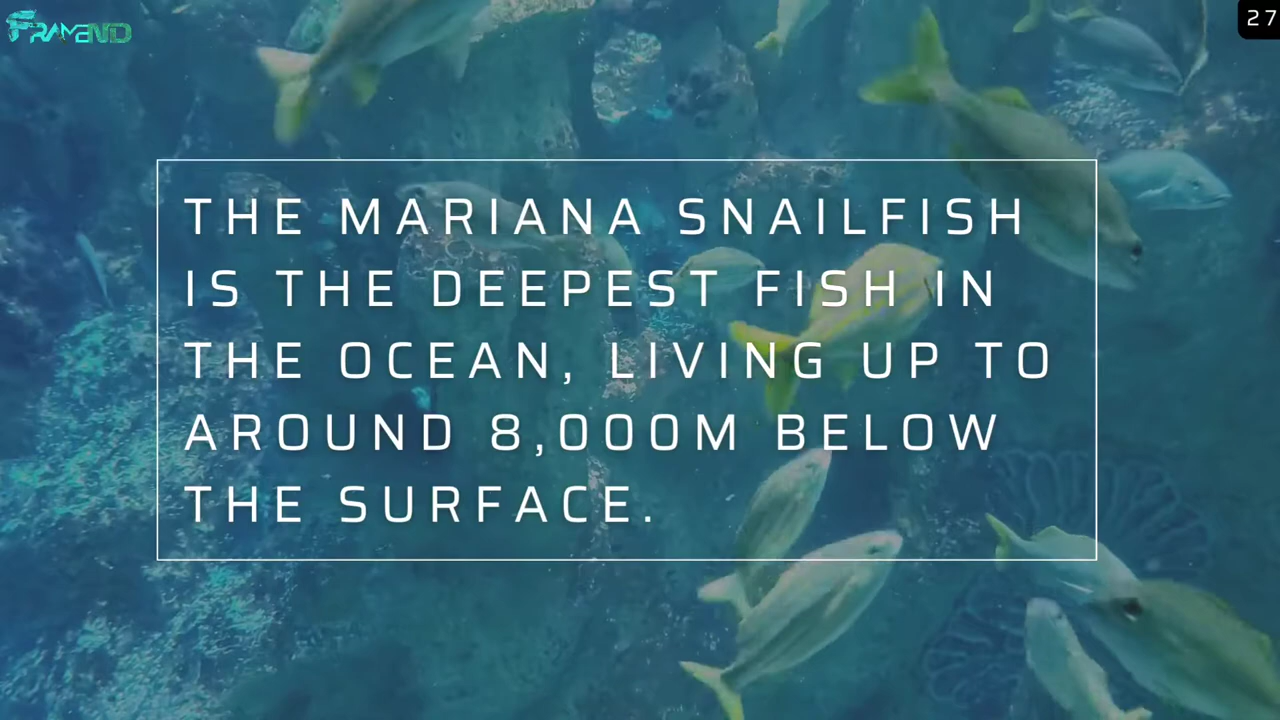 FRAMEND
27
THE MARIANA SNAILFISH
IS THE DEEPEST FISH IN
THE OCEAN, LIVING UP TO
AROUND 8,000M BELOW
THE SURFACE.